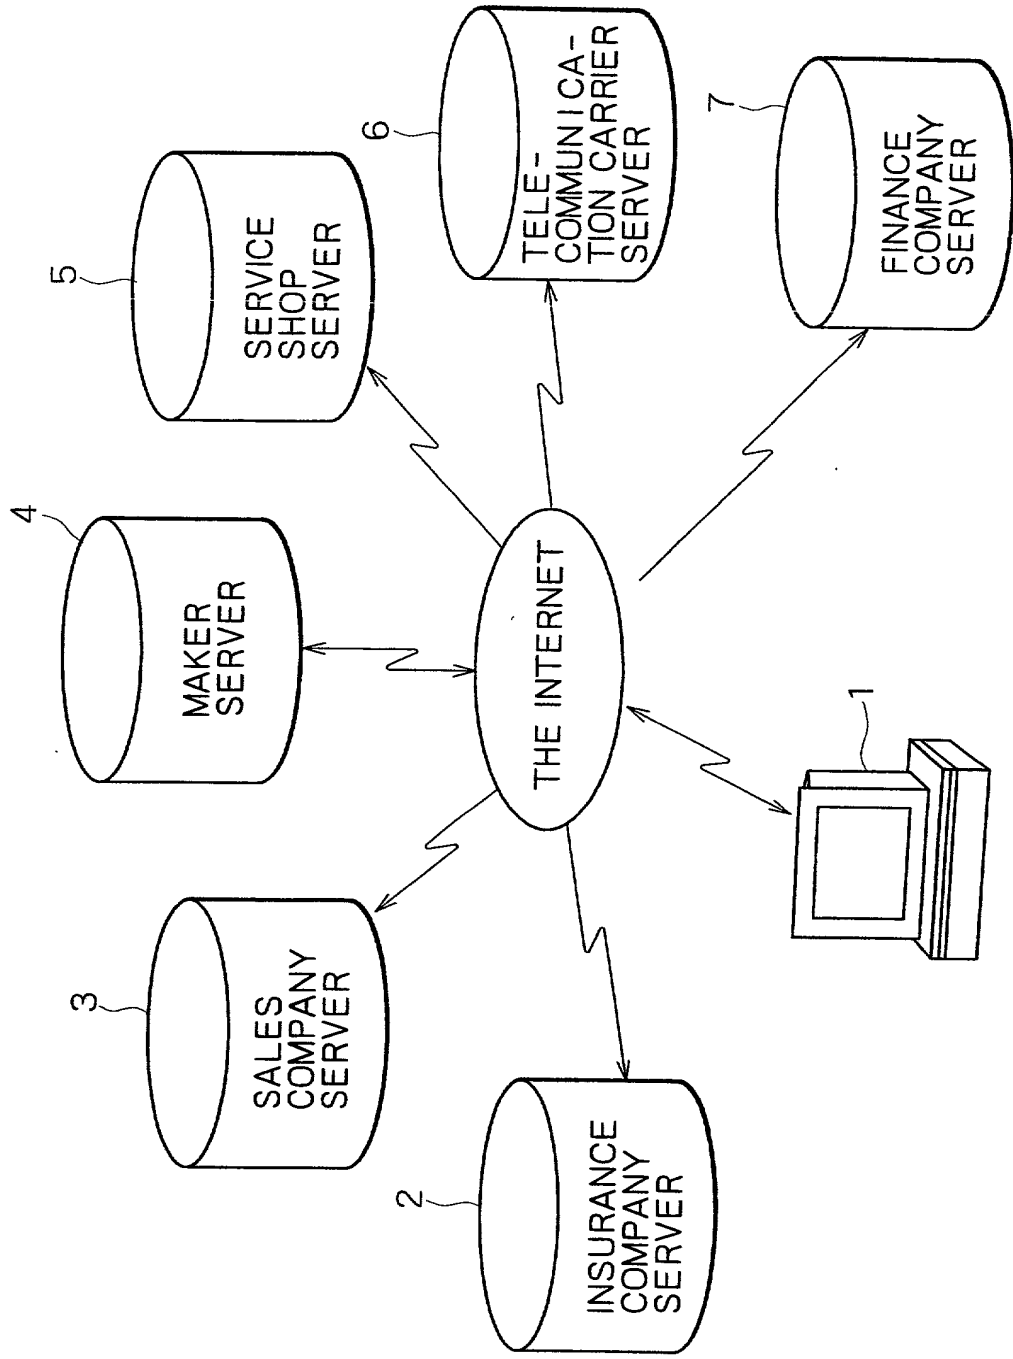 4
MAKER
SERVER
3
SALES
COMPANY
SERVER
5
SERVICE
SHOP
SERVER
2
INSURANCE
COMPANY
SERVER
THE INTERNET
6
TELE-
COMMUNICA-
TION CARRIER
SERVER
1
7
FINANCE
COMPANY
SERVER